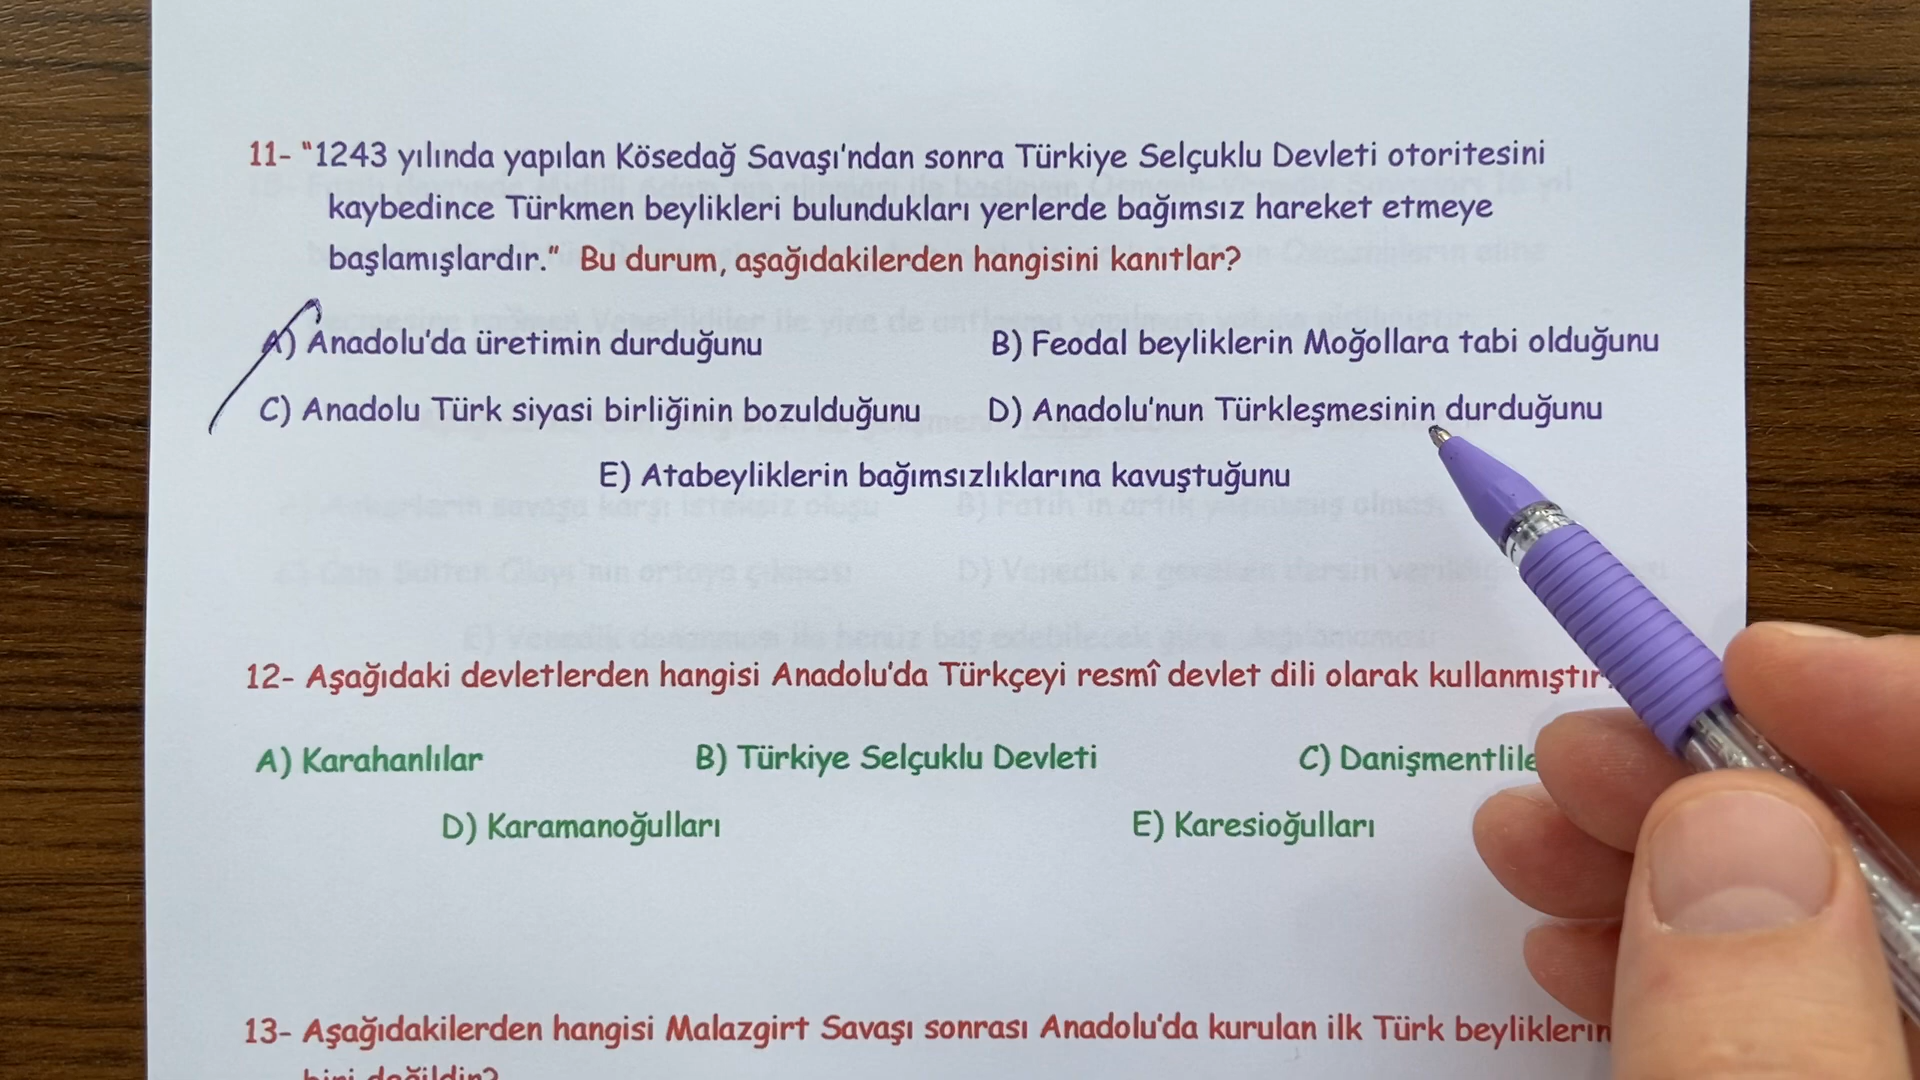 11- "1243 yılında yapılan Kösedağ Savaşı'ndan sonra Türkiye Selçuklu Devleti otoritesini
kaybedince Türkmen beylikleri bulundukları yerlerde bağımsız hareket etmeye
başlamışlardır." Bu durum, aşağıdakilerden hangisini kanıtlar?
A) Anadolu'da üretimin durduğunu B) Feodal beyliklerin Moğollara tabi olduğunu
C) Anadolu Türk siyasi birliğinin bozulduğunu D) Anadolu'nun Türkleşmesinin durduğunu
E) Atabeyliklerin bağımsızlıklarına kavuştuğunu
12- Aşağıdaki devletlerden hangisi Anadolu'da Türkçeyi resmî devlet dili olarak kullanmıştır
A) Karahanlılar B) Türkiye Selçuklu Devleti C) Danişmentlile
D) Karamanoğulları E) Karesioğulları
13- Aşağıdakilerden hangisi Malazgirt Savaşı sonrası Anadolu'da kurulan ilk Türk beyliklerin
biri değildir?